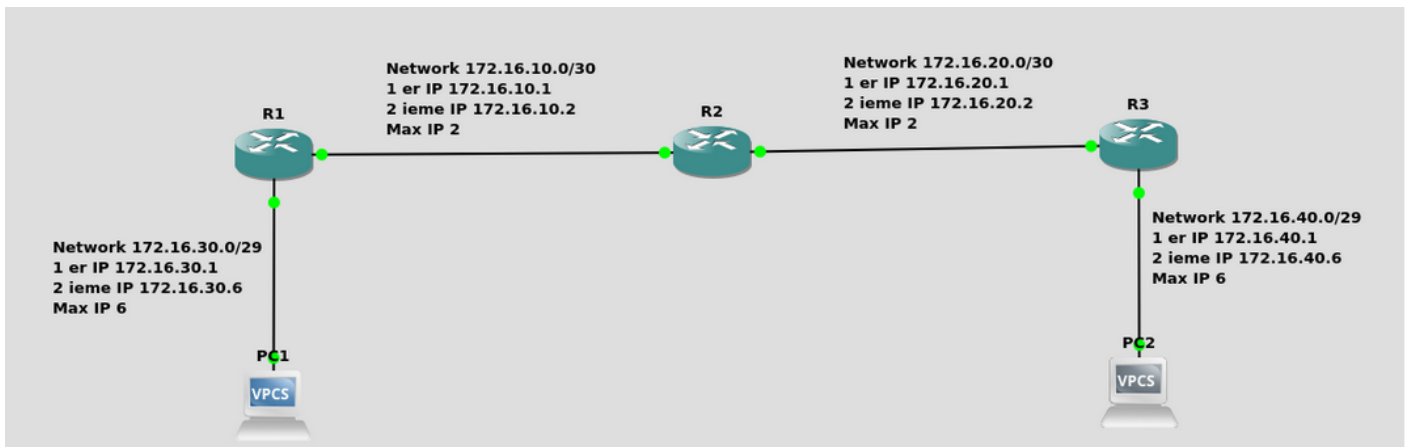 Network 172.16.10.0/30
1 er IP 172.16.10.1
2 ieme IP 172.16.10.2
Max IP 2
Network 172.16.20.0/30
1 er IP 172.16.20.1
2 ieme IP 172.16.20.2
Max IP 2
R1
R2
R3
Network 172.16.30.0/29
1 er IP 172.16.30.1
2 ieme IP 172.16.30.6
Max IP 6
Network 172.16.40.0/29
1 er IP 172.16.40.1
2 ieme IP 172.16.40.6
Max IP 6
PC1
VPCS
PC2
VPCS